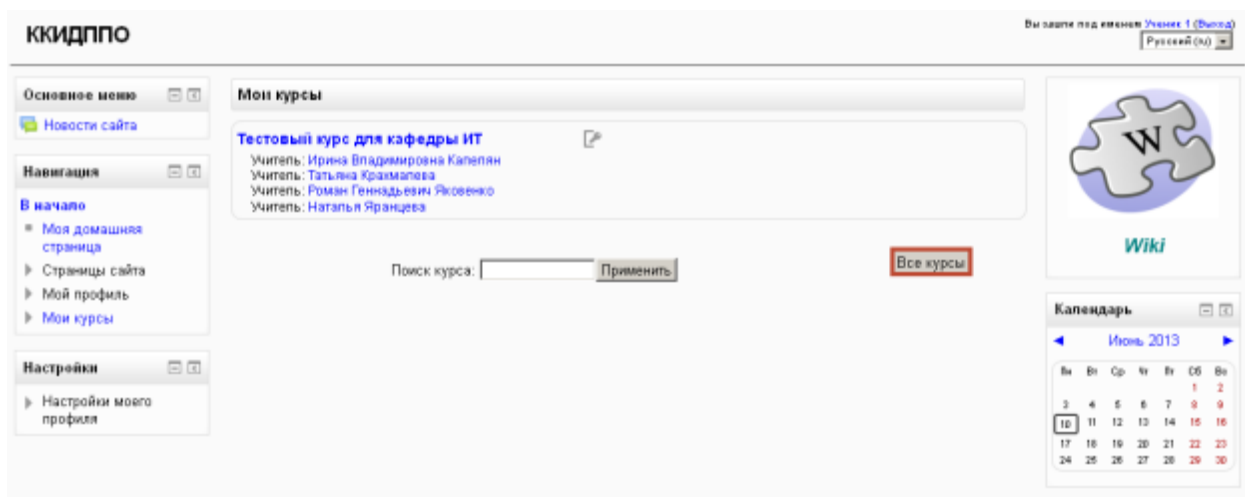 ККИДППО
Вы зашли под именем Ученик 1 (Выход)
Русский (ru)
Основное меню
Новости сайта
Навигация
В начало
Моя домашняя
страница
Страницы сайта
Мой профиль
Мои курсы
Настройки
Настройки моего
профиля
Мои курсы
Тестовый курс для кафедры ИТ
Учитель: Ирина Владимировна Капелян
Учитель: Татьяна Крахмалева
Учитель: Роман Геннадьевич Яковенко
Учитель: Наталья Яранцева
Поиск курса: Применить
Все курсы
W
Wiki
Календарь
Июнь 2013
Пн Вт Ср Чт Пт Сб Вс
1 2
3 4 5 6 7 8 9
10 11 12 13 14 15 16
17 18 19 20 21 22 23
24 25 26 27 28 29 30